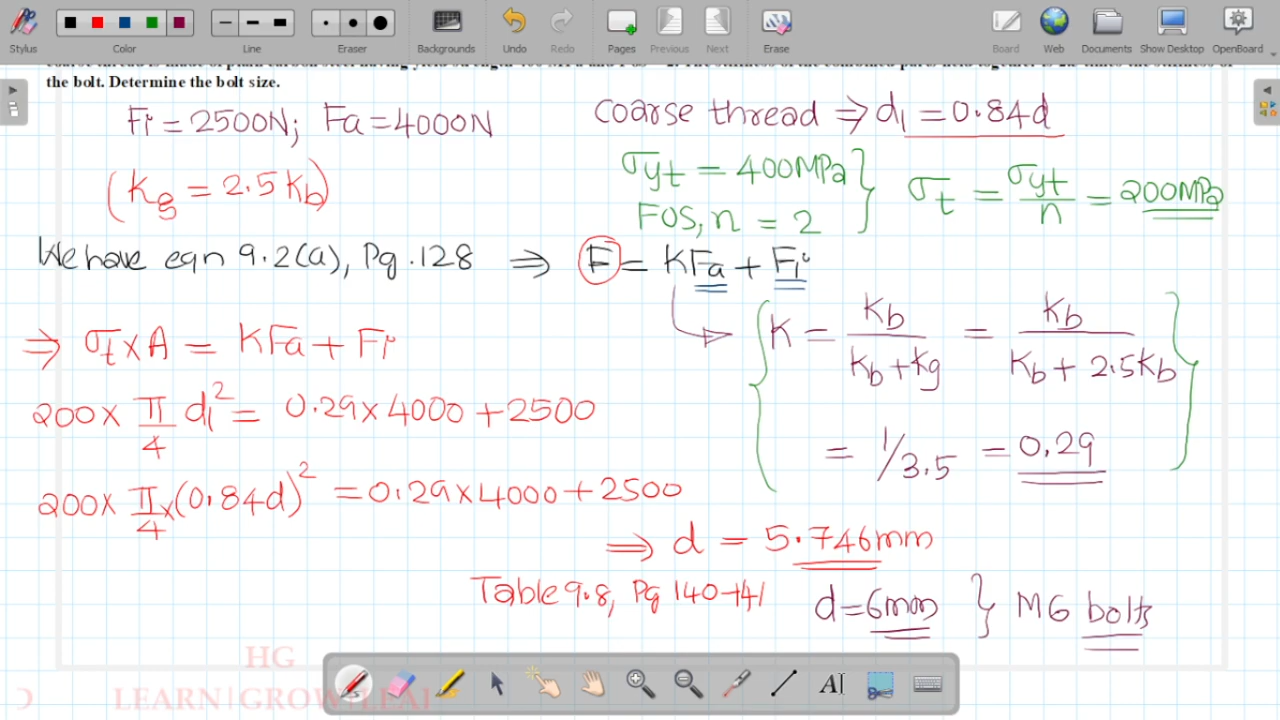 Stylus Color Line Eraser Backgrounds Undo Redo Pages Previous Next Erase Board Web Documents Show Desktop OpenBoard
the bolt. Determine the bolt size.
Fi = 2500N; Fa = 4000N
coarse thread ⇒ d1 = 0.84d
(Kg = 2.5 Kb)
σyt = 400MPa
FOS, n = 2
σt = σyt/n = 200MPa
We have eqn 9.2(a), Pg. 128 ⇒ F = KFa + Fi
K = Kb/(Kb+Kg) = Kb/(Kb + 2.5Kb)
= 1/3.5 = 0.29
⇒ σt × A = KFa + Fi
200 × π/4 d1² = 0.29 × 4000 + 2500
200 × π/4 × (0.84d)² = 0.29 × 4000 + 2500
⇒ d = 5.746mm
Table 9.8, Pg 140-141
d = 6mm } M6 bolts
HG
LEARN|GROW|LEA